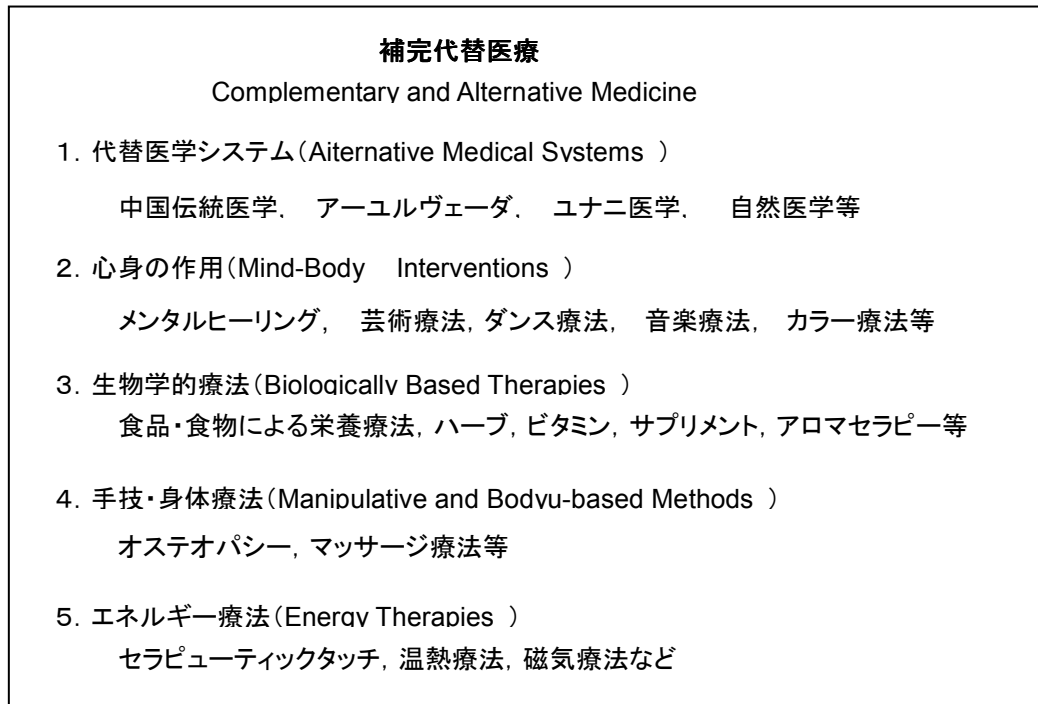 補完代替医療
Complementary and Alternative Medicine
1．代替医学システム（Aiternative Medical Systems ）
中国伝統医学， アーユルヴェーダ， ユナニ医学， 自然医学等
2．心身の作用（Mind-Body Interventions ）
メンタルヒーリング， 芸術療法，ダンス療法， 音楽療法， カラー療法等
3．生物学的療法（Biologically Based Therapies ）
食品・食物による栄養療法，ハーブ，ビタミン，サプリメント，アロマセラピー等
4．手技・身体療法（Manipulative and Bodyu-based Methods ）
オステオパシー，マッサージ療法等
5．エネルギー療法（Energy Therapies ）
セラピューティックタッチ，温熱療法，磁気療法など